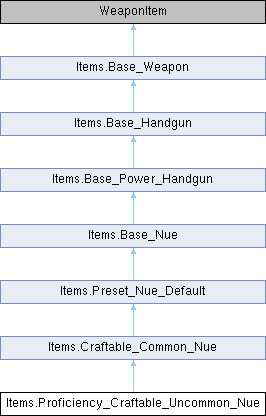 WeaponItem
Items.Base_Weapon
Items.Base_Handgun
Items.Base_Power_Handgun
Items.Base_Nue
Items.Preset_Nue_Default
Items.Craftable_Common_Nue
Items.Proficiency_Craftable_Uncommon_Nue